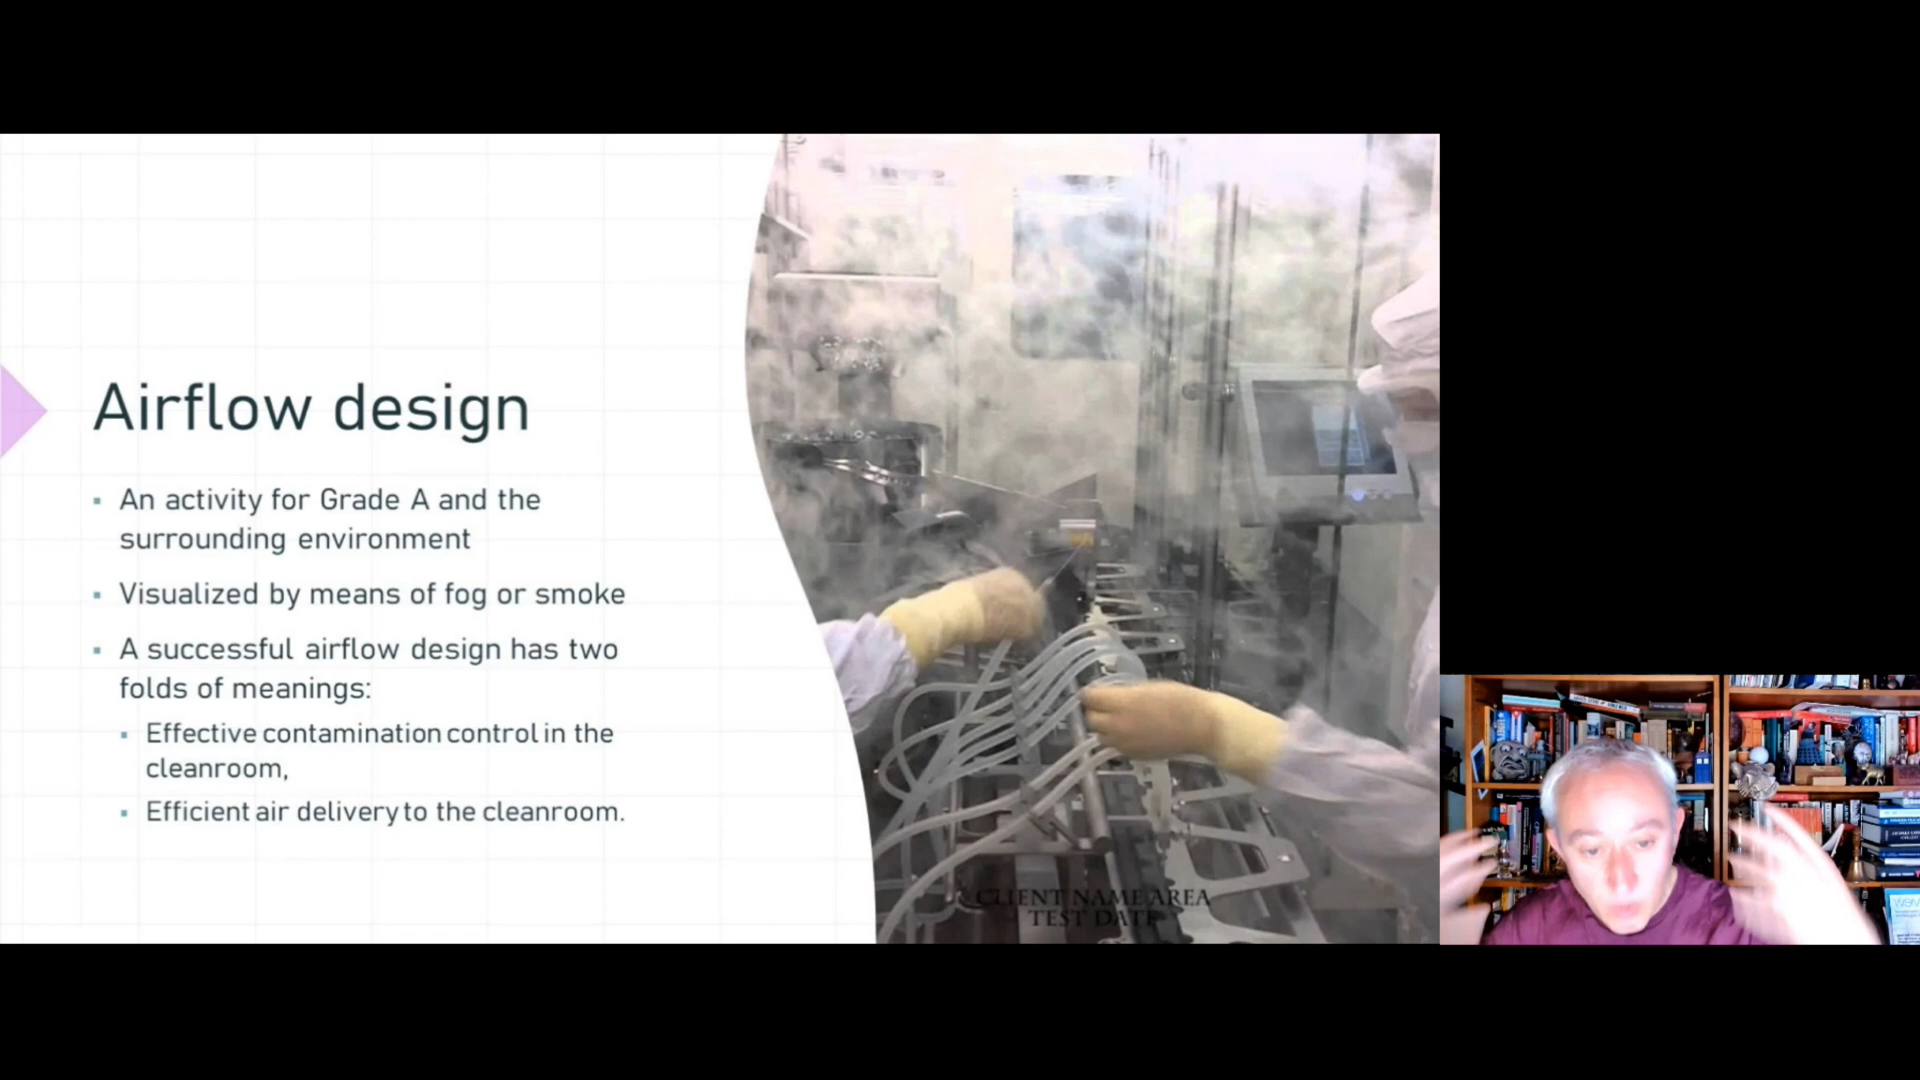 Airflow design
▪ An activity for Grade A and the
surrounding environment
▪ Visualized by means of fog or smoke
▪ A successful airflow design has two
folds of meanings:
▪ Effective contamination control in the
cleanroom,
▪ Efficient air delivery to the cleanroom.
CLIENT NAME AREA
TEST DATE